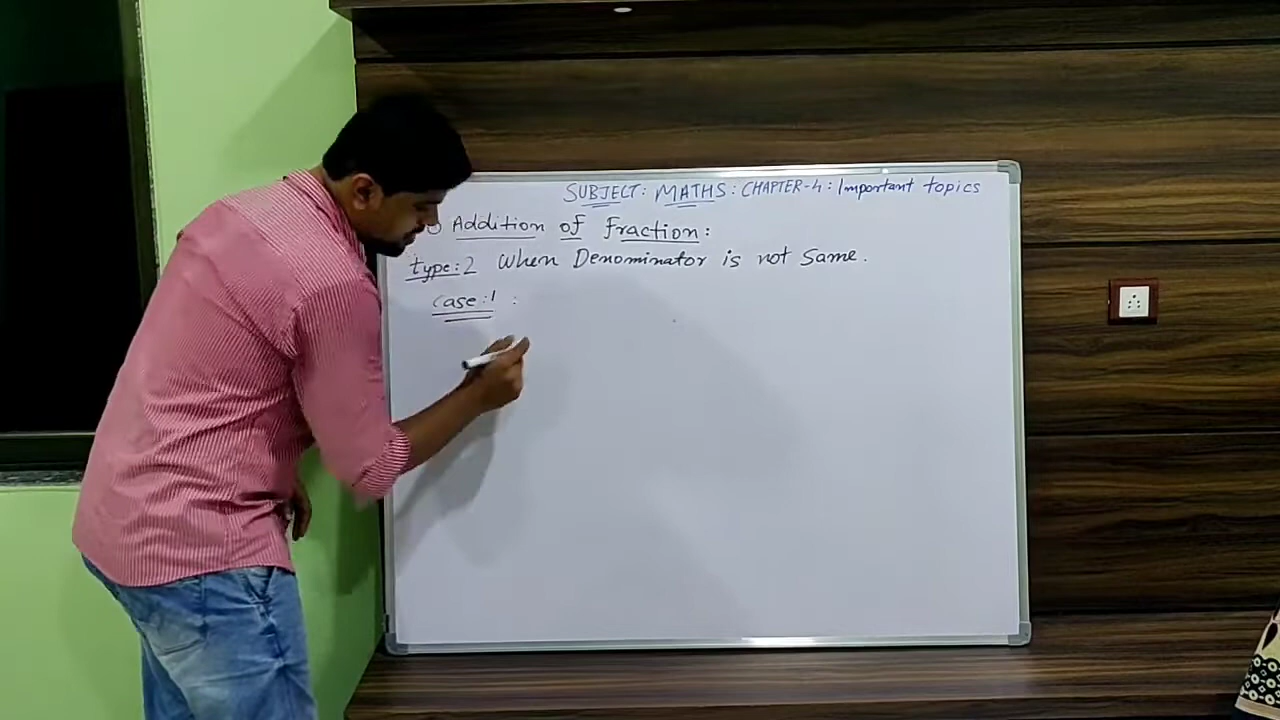 SUBJECT: MATHS: CHAPTER-4: Important topics
Addition of Fraction:
type:2 When Denominator is not Same.
Case:1 :